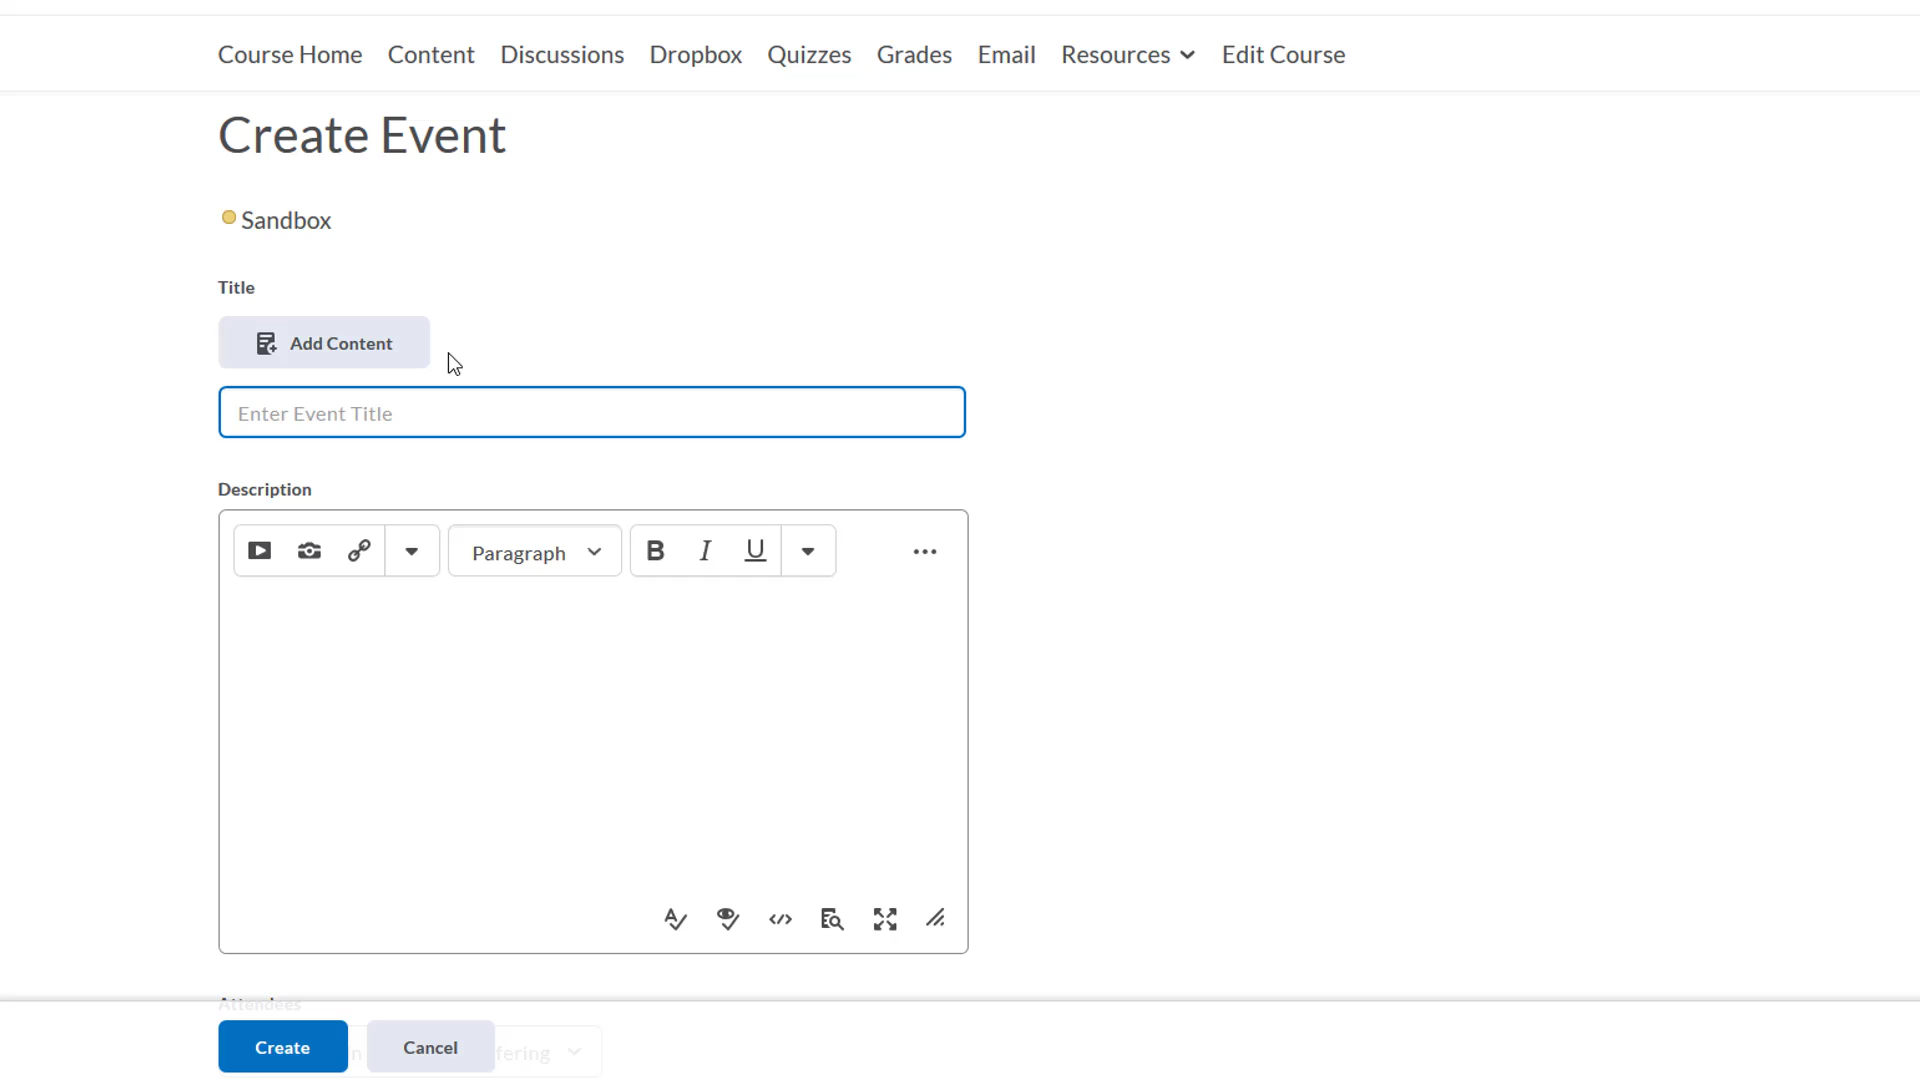 Course Home Content Discussions Dropbox Quizzes Grades Email Resources Edit Course
Create Event
Sandbox
Title
Add Content
Enter Event Title
Description
Paragraph B I U
Attendees
Create Cancel